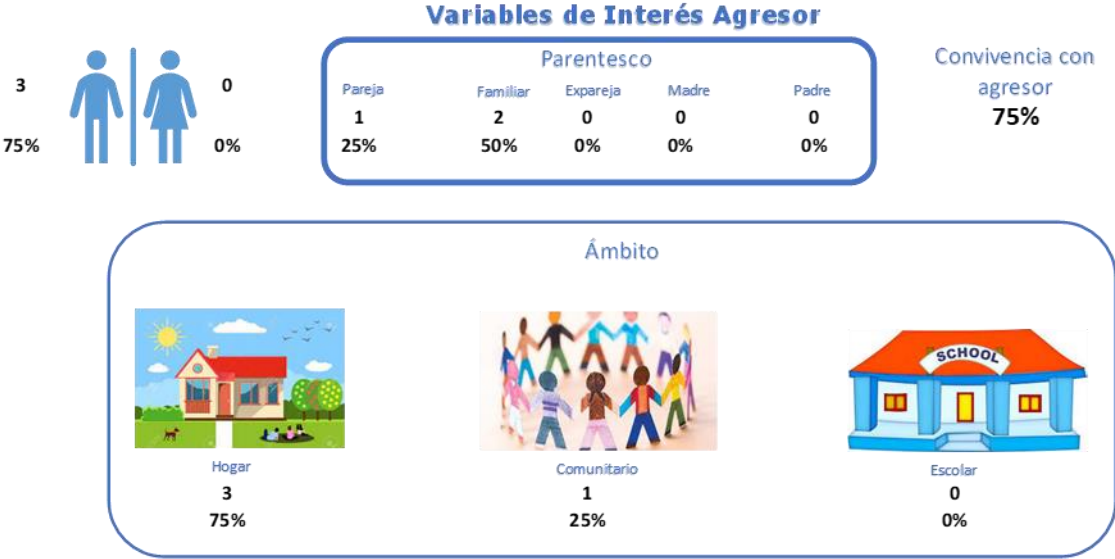 Variables de Interés Agresor
3
75%
0
0%
Parentesco
Pareja Familiar Expareja Madre Padre
1 2 0 0 0
25% 50% 0% 0% 0%
Convivencia con
agresor
75%
Ámbito
SCHOOL
Hogar Comunitario Escolar
3 1 0
75% 25% 0%